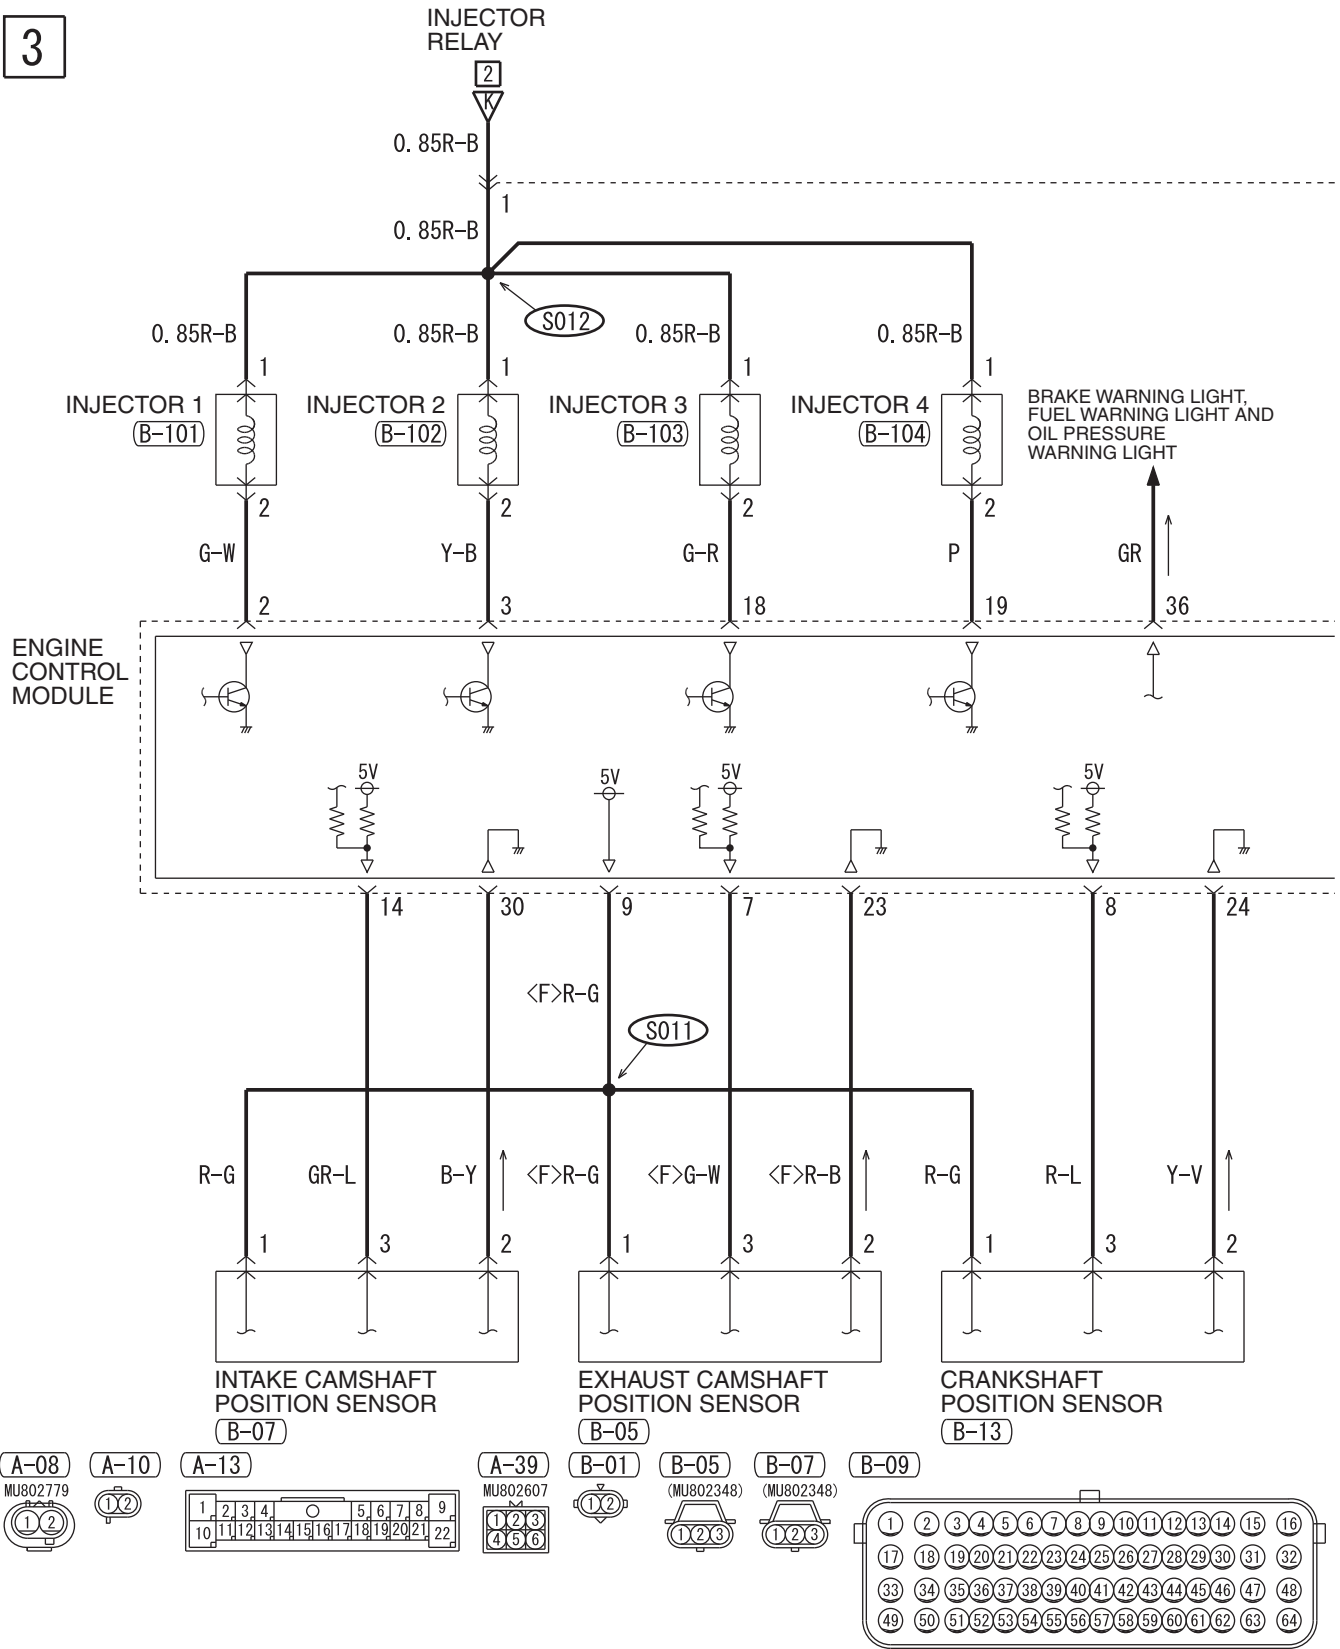 3
INJECTOR
RELAY
2
K
0. 85R-B
1
0. 85R-B
S012
0. 85R-B
0. 85R-B
0. 85R-B
0. 85R-B
1
1
1
1
INJECTOR 1
B-101
INJECTOR 2
B-102
INJECTOR 3
B-103
INJECTOR 4
B-104
BRAKE WARNING LIGHT,
FUEL WARNING LIGHT AND
OIL PRESSURE
WARNING LIGHT
2
2
2
2
G-W
Y-B
G-R
P
GR
2
3
18
19
36
ENGINE
CONTROL
MODULE
5V
5V
5V
5V
14
30
9
7
23
8
24
<F>R-G
S011
R-G
GR-L
B-Y
<F>R-G
<F>G-W
<F>R-B
R-G
R-L
Y-V
1
3
2
1
3
2
1
3
2
INTAKE CAMSHAFT
POSITION SENSOR
B-07
EXHAUST CAMSHAFT
POSITION SENSOR
B-05
CRANKSHAFT
POSITION SENSOR
B-13
A-08
MU802779
1 2
A-10
1 2
A-13
1 2 3 4 5 6 7 8 9
10 11 12 13 14 15 16 17 18 19 20 21 22
A-39
MU802607
1 2 3
4 5 6
B-01
1 2
B-05
(MU802348)
1 2 3
B-07
(MU802348)
1 2 3
B-09
1 2 3 4 5 6 7 8 9 10 11 12 13 14 15 16
17 18 19 20 21 22 23 24 25 26 27 28 29 30 31 32
33 34 35 36 37 38 39 40 41 42 43 44 45 46 47 48
49 50 51 52 53 54 55 56 57 58 59 60 61 62 63 64